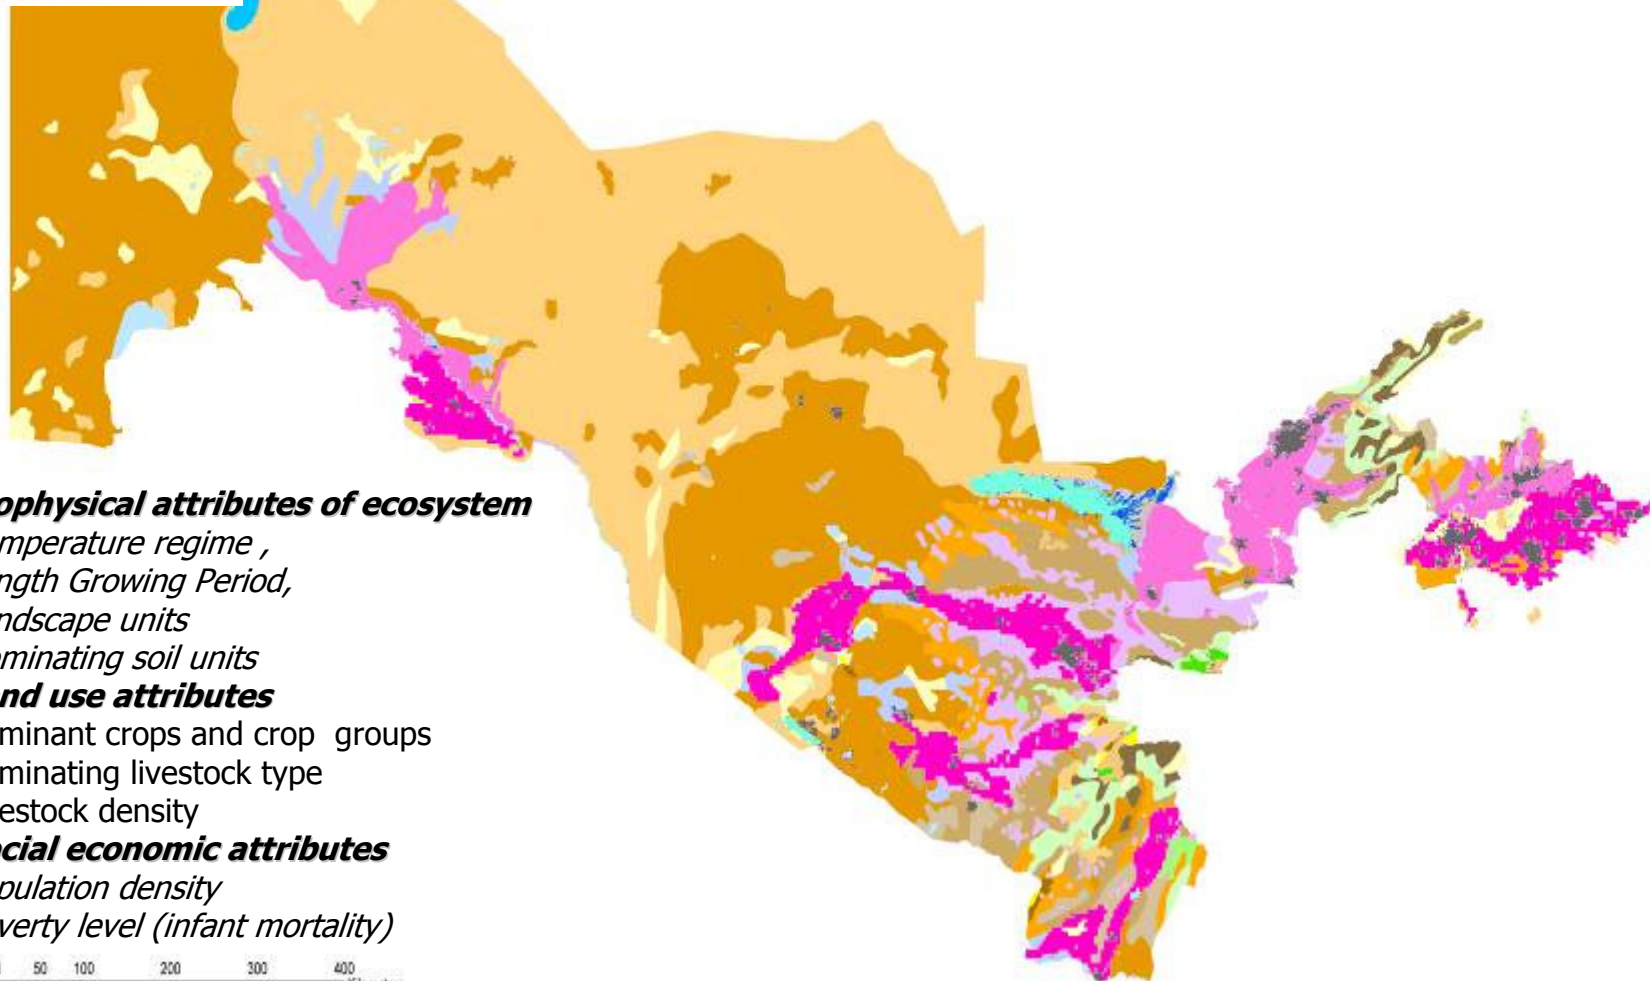 ophysical attributes of ecosystem
mperature regime ,
ngth Growing Period,
ndscape units
minating soil units
nd use attributes
minant crops and crop groups
minating livestock type
estock density
cial economic attributes
pulation density
verty level (infant mortality)
50 100 200 300 400